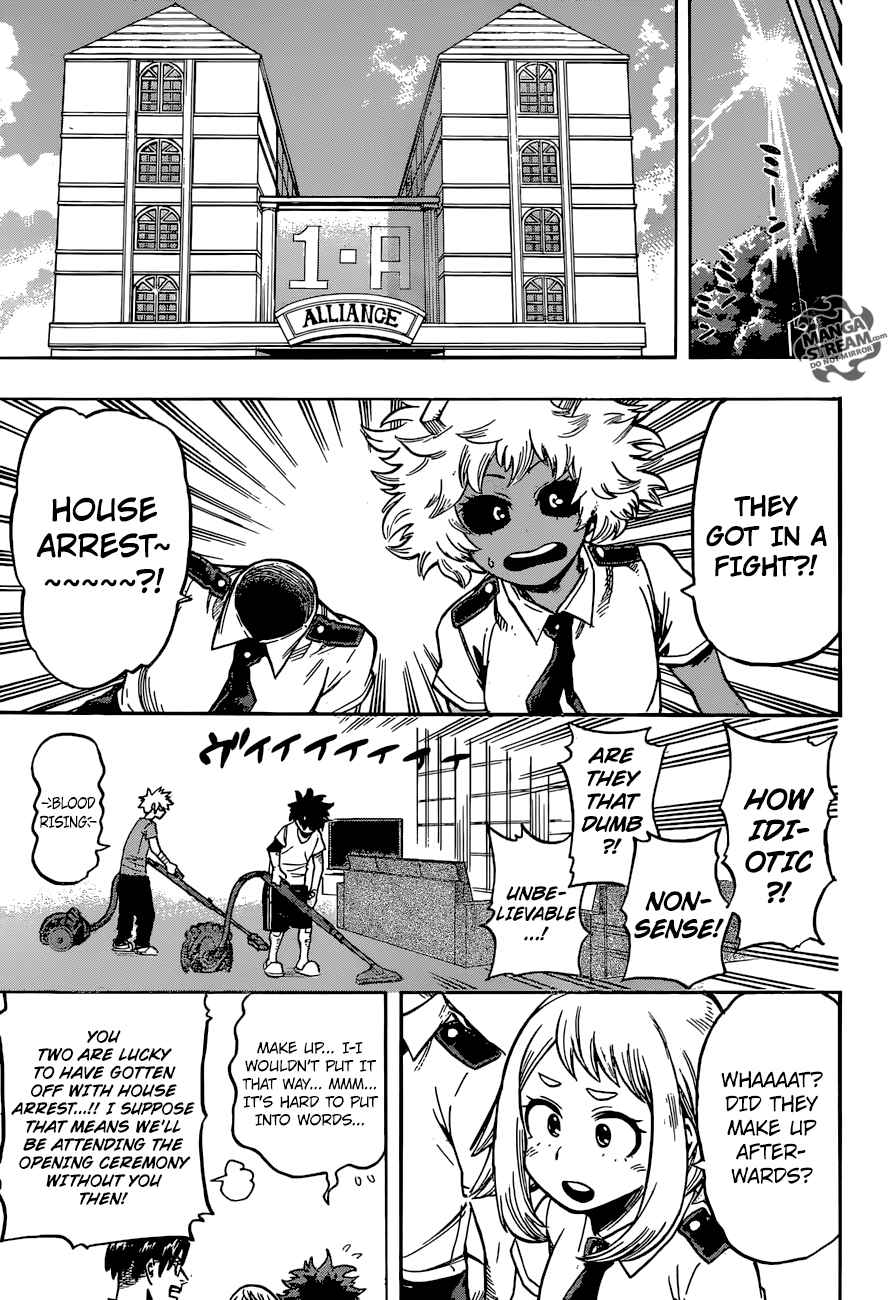 1-A
ALLIANCE
MANGA
STREAM.com
DO NOT MIRROR
THEY
GOT IN A
FIGHT?!
HOUSE
ARREST~
~~~~~?!
HOW
IDI-
OTIC
?!
ARE
THEY
THAT
DUMB
?!
NON-
SENSE!
UNBE-
LIEVABLE
...!
ヴィイイイイイ
-:BLOOD
RISING:-
WHAAAAT?
DID THEY
MAKE UP
AFTER-
WARDS?
MAKE UP... I-I
WOULDN'T PUT IT
THAT WAY... MMM...
IT'S HARD TO PUT
INTO WORDS...
YOU
TWO ARE LUCKY
TO HAVE GOTTEN
OFF WITH HOUSE
ARREST...!! I SUPPOSE
THAT MEANS WE'LL
BE ATTENDING THE
OPENING CEREMONY
WITHOUT YOU
THEN!